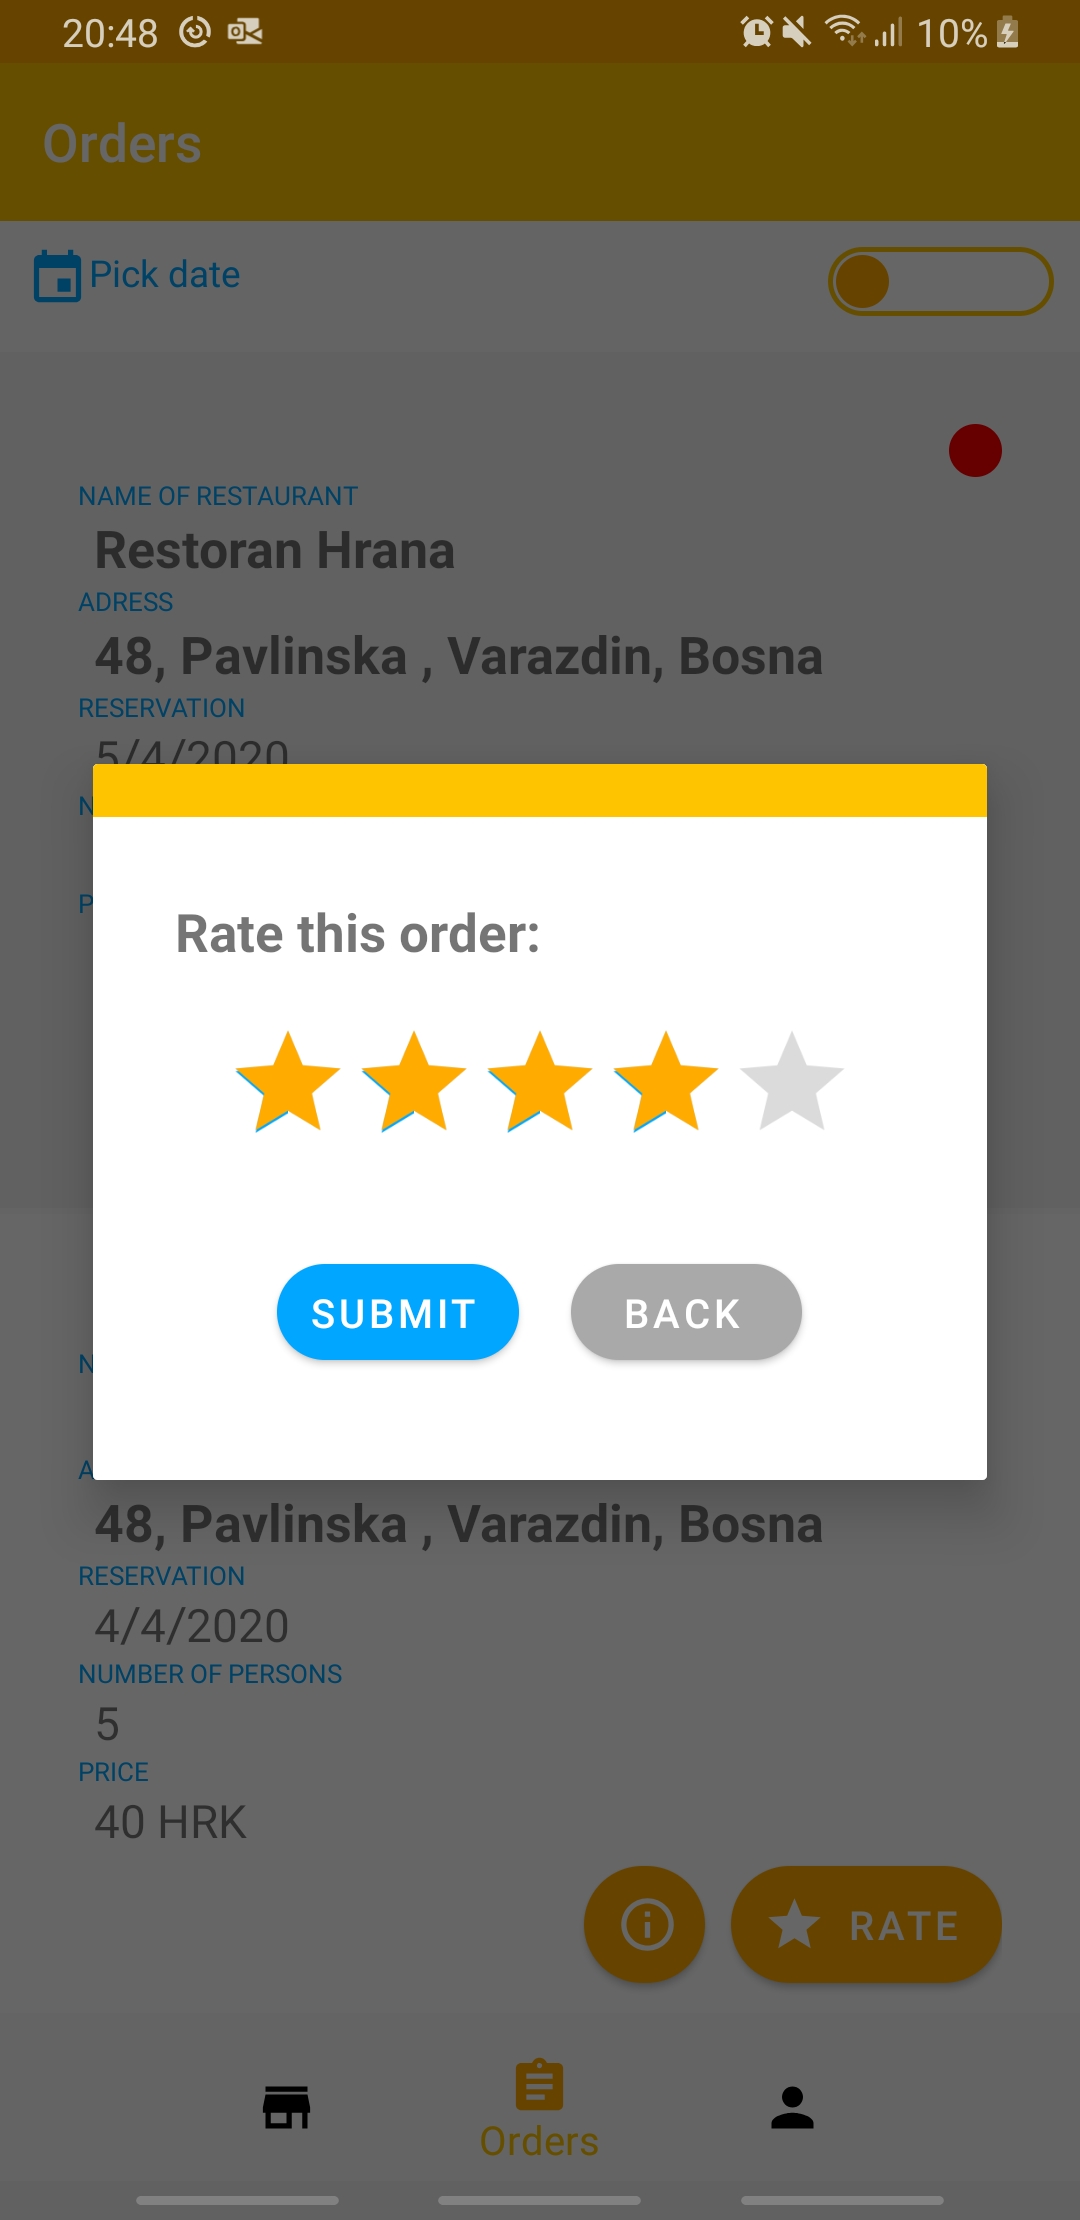 20:48
10%
Orders
Pick date
NAME OF RESTAURANT
Restoran Hrana
ADRESS
48, Pavlinska , Varazdin, Bosna
RESERVATION
5/4/2020
N
P
Rate this order:
SUBMIT BACK
N
A
48, Pavlinska , Varazdin, Bosna
RESERVATION
4/4/2020
NUMBER OF PERSONS
5
PRICE
40 HRK
RATE
Orders